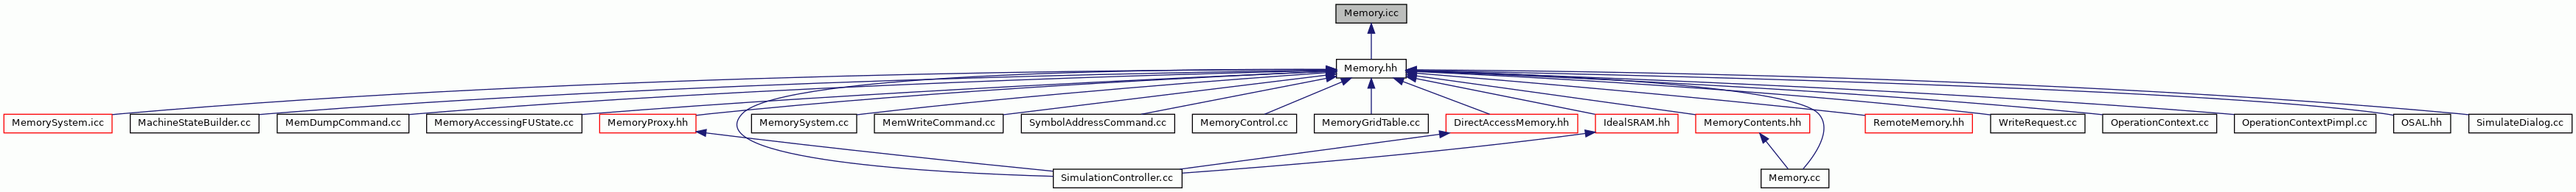 Memory.icc
Memory.hh
MemorySystem.icc
MachineStateBuilder.cc
MemDumpCommand.cc
MemoryAccessingFUState.cc
MemoryProxy.hh
MemorySystem.cc
MemWriteCommand.cc
SymbolAddressCommand.cc
MemoryControl.cc
MemoryGridTable.cc
DirectAccessMemory.hh
IdealSRAM.hh
MemoryContents.hh
RemoteMemory.hh
WriteRequest.cc
OperationContext.cc
OperationContextPimpl.cc
OSAL.hh
SimulateDialog.cc
SimulationController.cc
Memory.cc